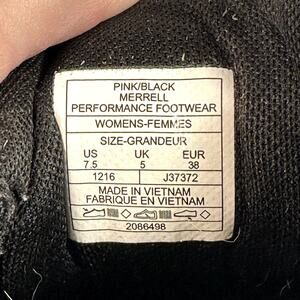 PINK/BLACK
MERRELL
PERFORMANCE FOOTWEAR
WOMENS-FEMMES
SIZE-GRANDEUR
US UK EUR
7.5 5 38
1216 J37372
MADE IN VIETNAM
FABRIQUE EN VIETNAM
2086498